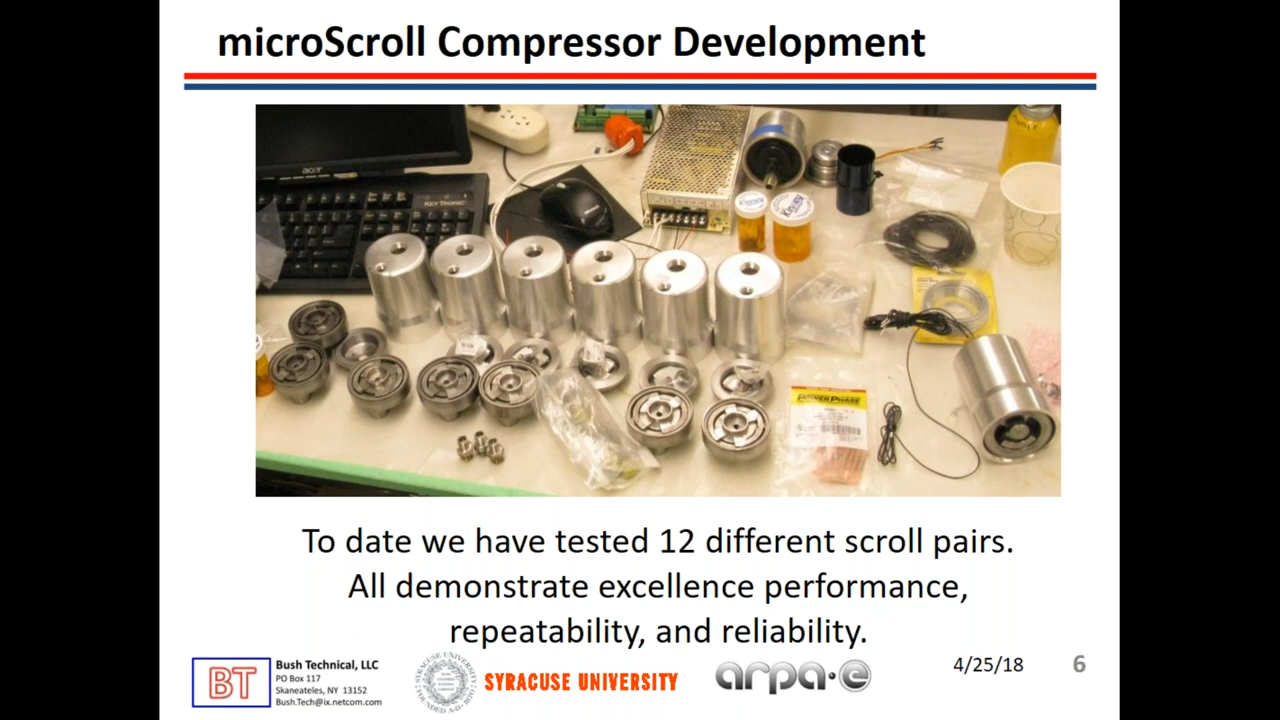 microScroll Compressor Development
acer
KEY TRONIC
POWER PHASE
To date we have tested 12 different scroll pairs.
All demonstrate excellence performance,
repeatability, and reliability.
BT
Bush Technical, LLC
PO Box 117
Skaneateles, NY 13152
Bush.Tech@ix.netcom.com
SYRACUSE UNIVERSITY
arpa·e
4/25/18
6